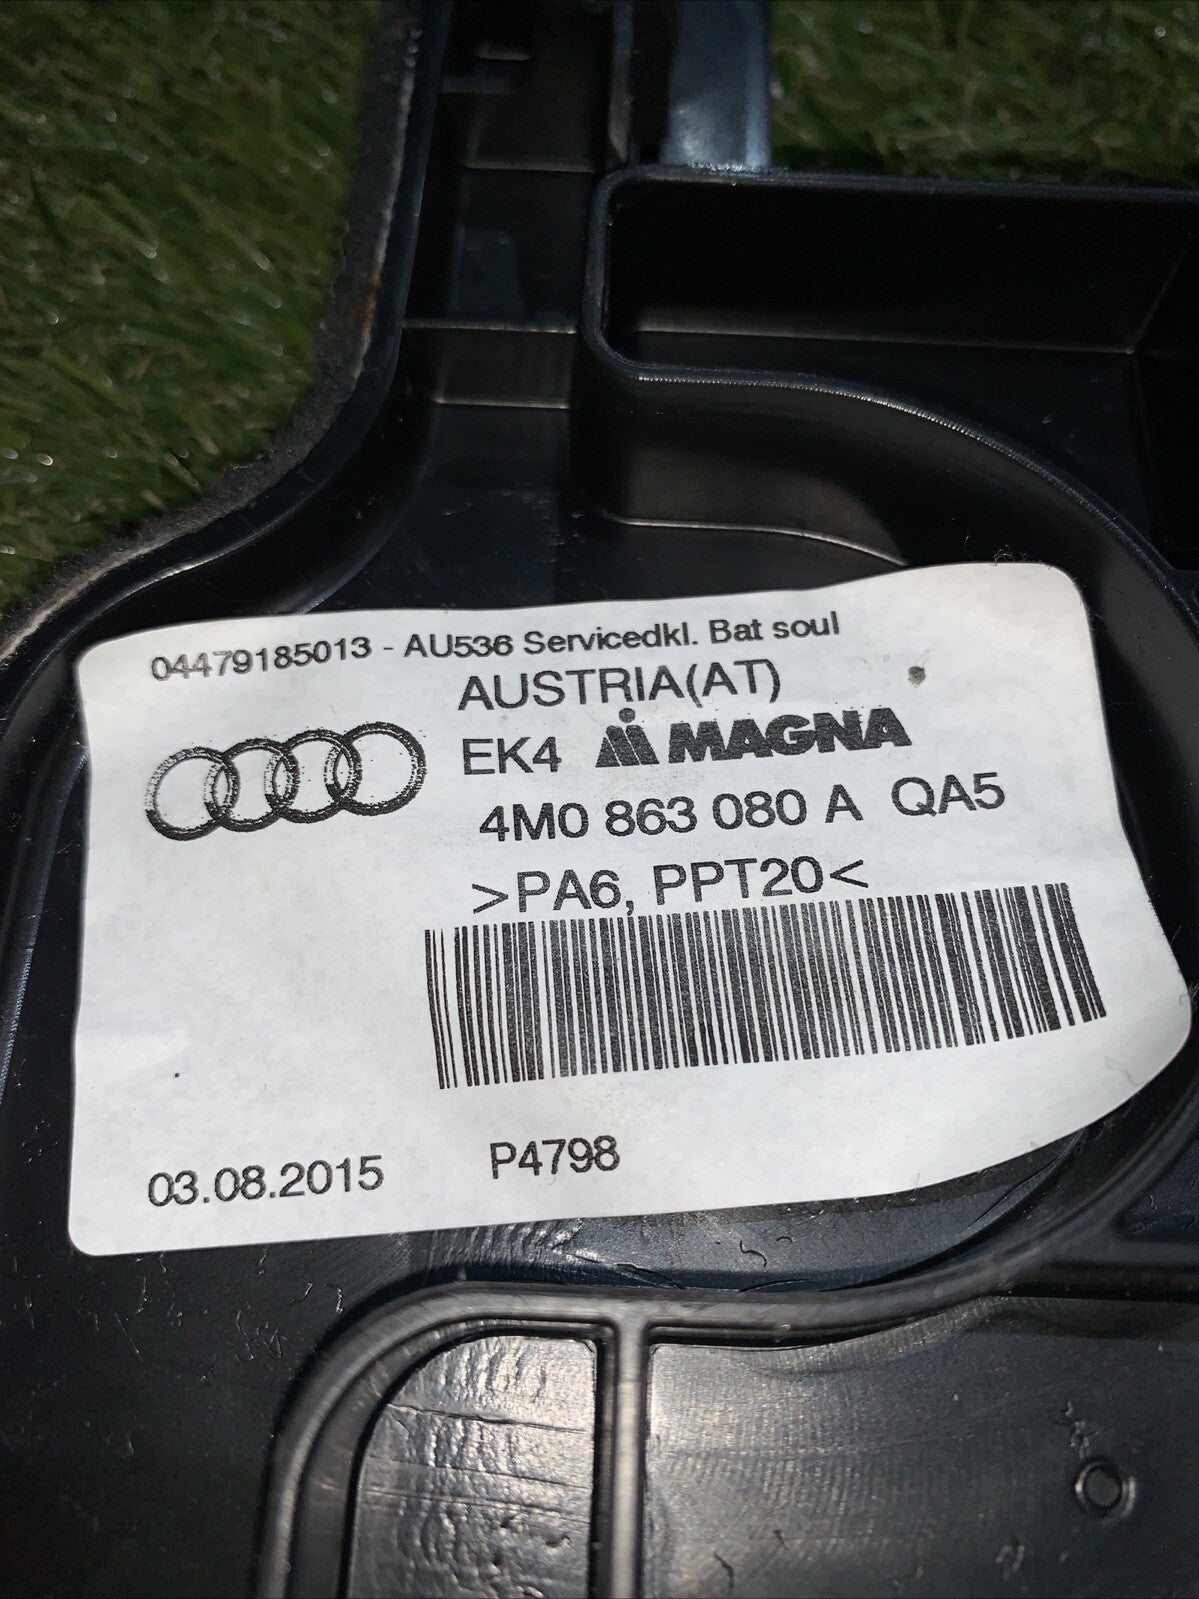 04479185013 - AU536 Servicedkl. Bat soul
AUSTRIA(AT)
EK4 MAGNA
4M0 863 080 A QA5
>PA6, PPT20<
03.08.2015 P4798